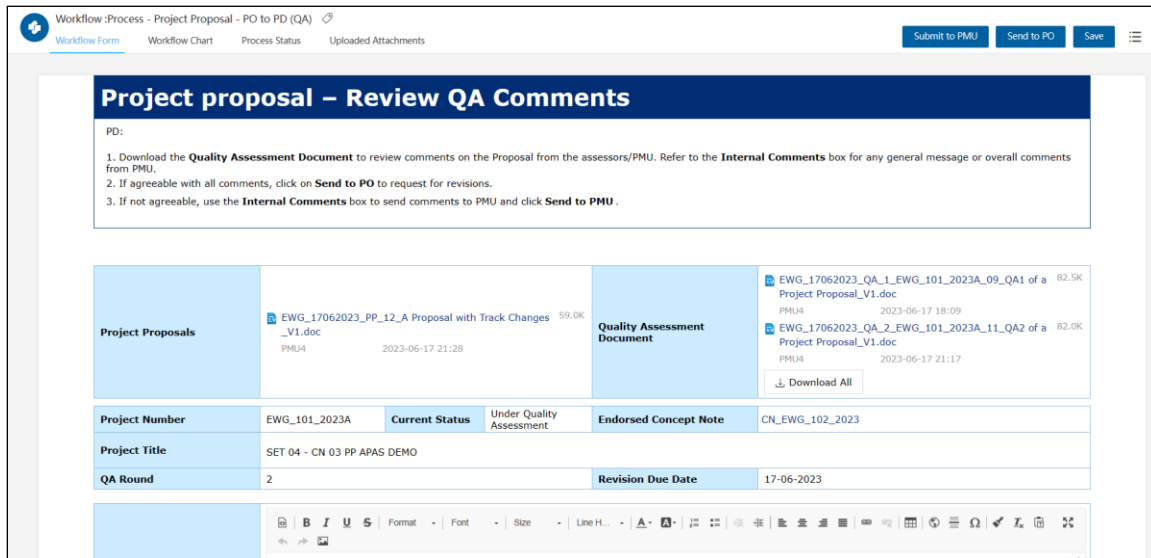 Workflow :Process - Project Proposal - PO to PD (QA)
Workflow Form Workflow Chart Process Status Uploaded Attachments
Submit to PMU Send to PO Save
Project proposal – Review QA Comments
PD:
1. Download the Quality Assessment Document to review comments on the Proposal from the assessors/PMU. Refer to the Internal Comments box for any general message or overall comments
from PMU.
2. If agreeable with all comments, click on Send to PO to request for revisions.
3. If not agreeable, use the Internal Comments box to send comments to PMU and click Send to PMU .
Project Proposals
EWG_17062023_PP_12_A Proposal with Track Changes 59.0K
_V1.doc
PMU4 2023-06-17 21:28
Quality Assessment
Document
EWG_17062023_QA_1_EWG_101_2023A_09_QA1 of a 82.5K
Project Proposal_V1.doc
PMU4 2023-06-17 18:09
EWG_17062023_QA_2_EWG_101_2023A_11_QA2 of a 82.0K
Project Proposal_V1.doc
PMU4 2023-06-17 21:17
Download All
Project Number EWG_101_2023A Current Status Under Quality
Assessment
Endorsed Concept Note CN_EWG_102_2023
Project Title SET 04 - CN 03 PP APAS DEMO
QA Round 2 Revision Due Date 17-06-2023
B I U S Format Font Size Line H... A A Ω Tx